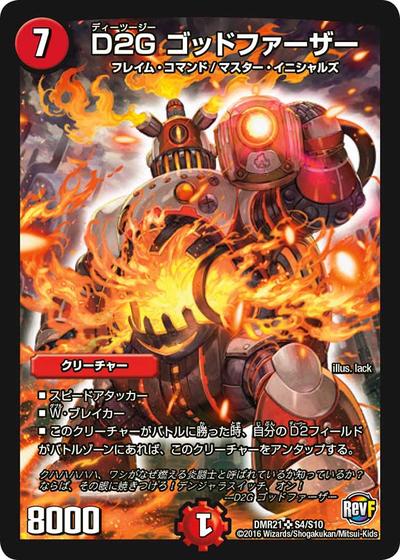 7
ディーツージー
D2G ゴッドファーザー
フレイム・コマンド / マスター・イニシャルズ
illus. lack
クリーチャー
■ スピードアタッカー
■ W・ブレイカー
■ このクリーチャーがバトルに勝った時、自分のD2フィールド
がバトルゾーンにあれば、このクリーチャーをアンタップする。
クハハハハハ、ワシがなぜ燃える炎闘士と呼ばれているか知っているか?
ならば、その眼に焼きつけろ!デンジャラスイワチ、オン!
—D2G ゴッドファーザー
8000
1
RevF
DMR21 S4/S10
©2016 Wizards/Shogakukan/Mitsui-Kids